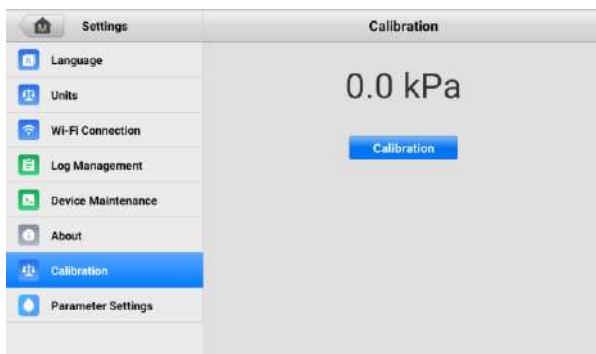 Settings
Calibration
Language
Units
Wi-Fi Connection
Log Management
Device Maintenance
About
Calibration
Parameter Settings
0.0 kPa
Calibration